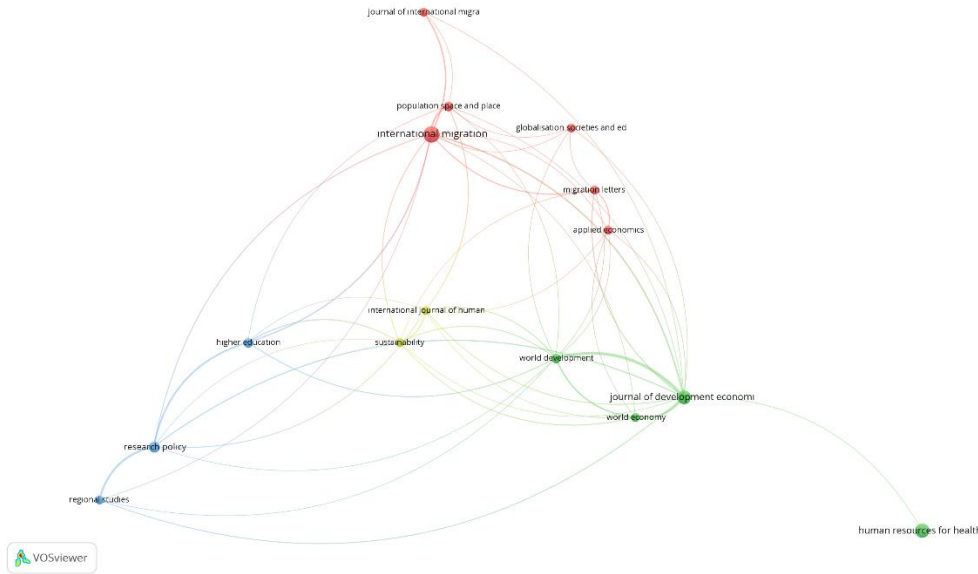 journal of international migra
population space and place
international migration
globalisation societies and ed
migration letters
applied economics
international journal of human
higher education
sustainability
world development
journal of development economi
world economy
research policy
regional studies
human resources for health
VOSviewer